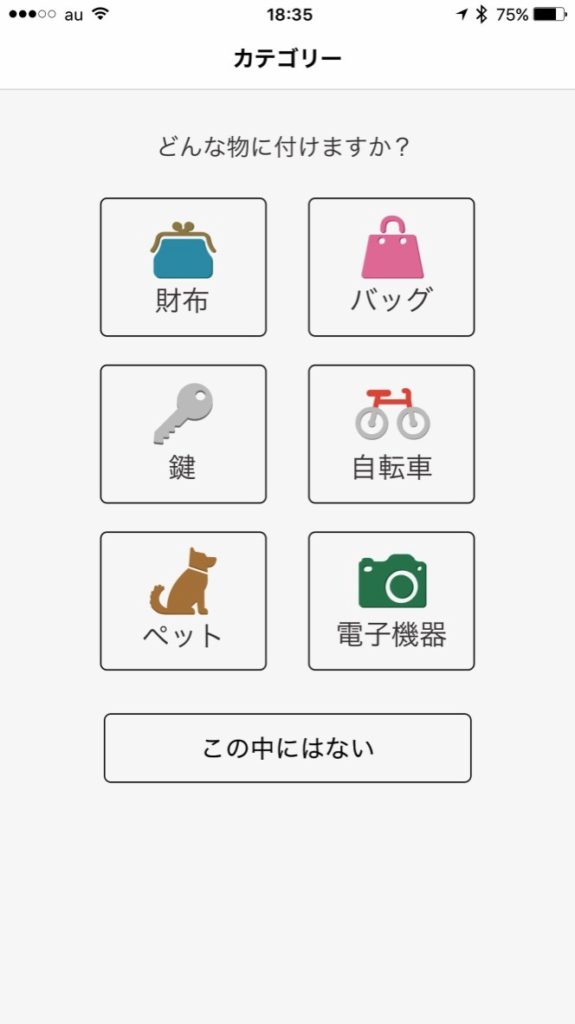 au 18:35 75%
カテゴリー
どんな物に付けますか？
財布 バッグ
鍵 自転車
ペット 電子機器
この中にはない